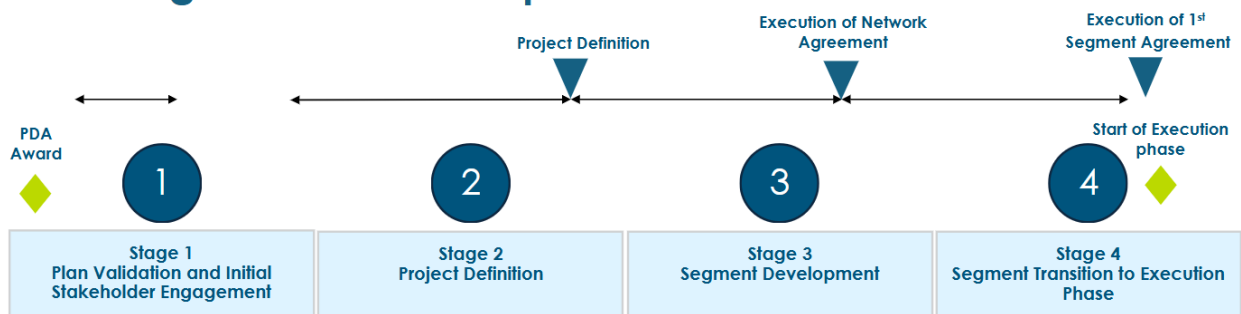 Project Definition
Execution of Network
Agreement
Execution of 1st
Segment Agreement
PDA
Award
Start of Execution
phase
1
2
3
4
Stage 1
Plan Validation and Initial
Stakeholder Engagement
Stage 2
Project Definition
Stage 3
Segment Development
Stage 4
Segment Transition to Execution
Phase